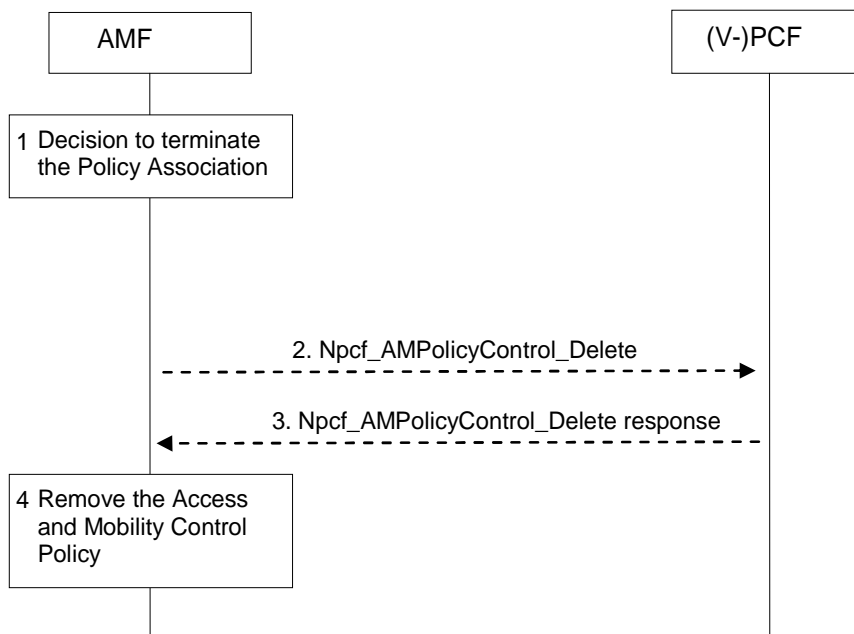 AMF
(V-)PCF
1 Decision to terminate
the Policy Association
2. Npcf_AMPolicyControl_Delete
3. Npcf_AMPolicyControl_Delete response
4 Remove the Access
and Mobility Control
Policy